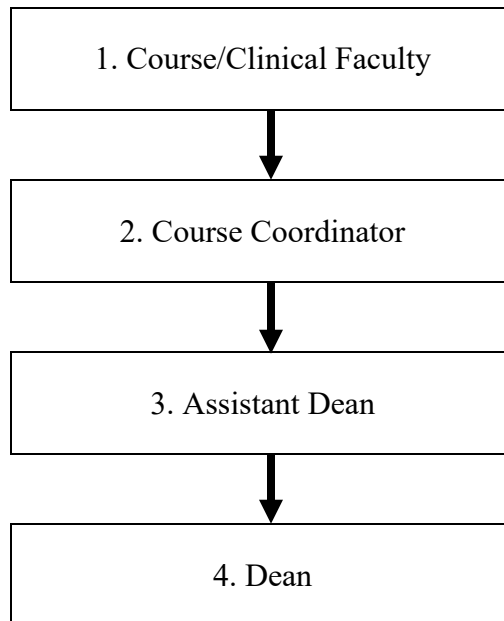 1. Course/Clinical Faculty
2. Course Coordinator
3. Assistant Dean
4. Dean